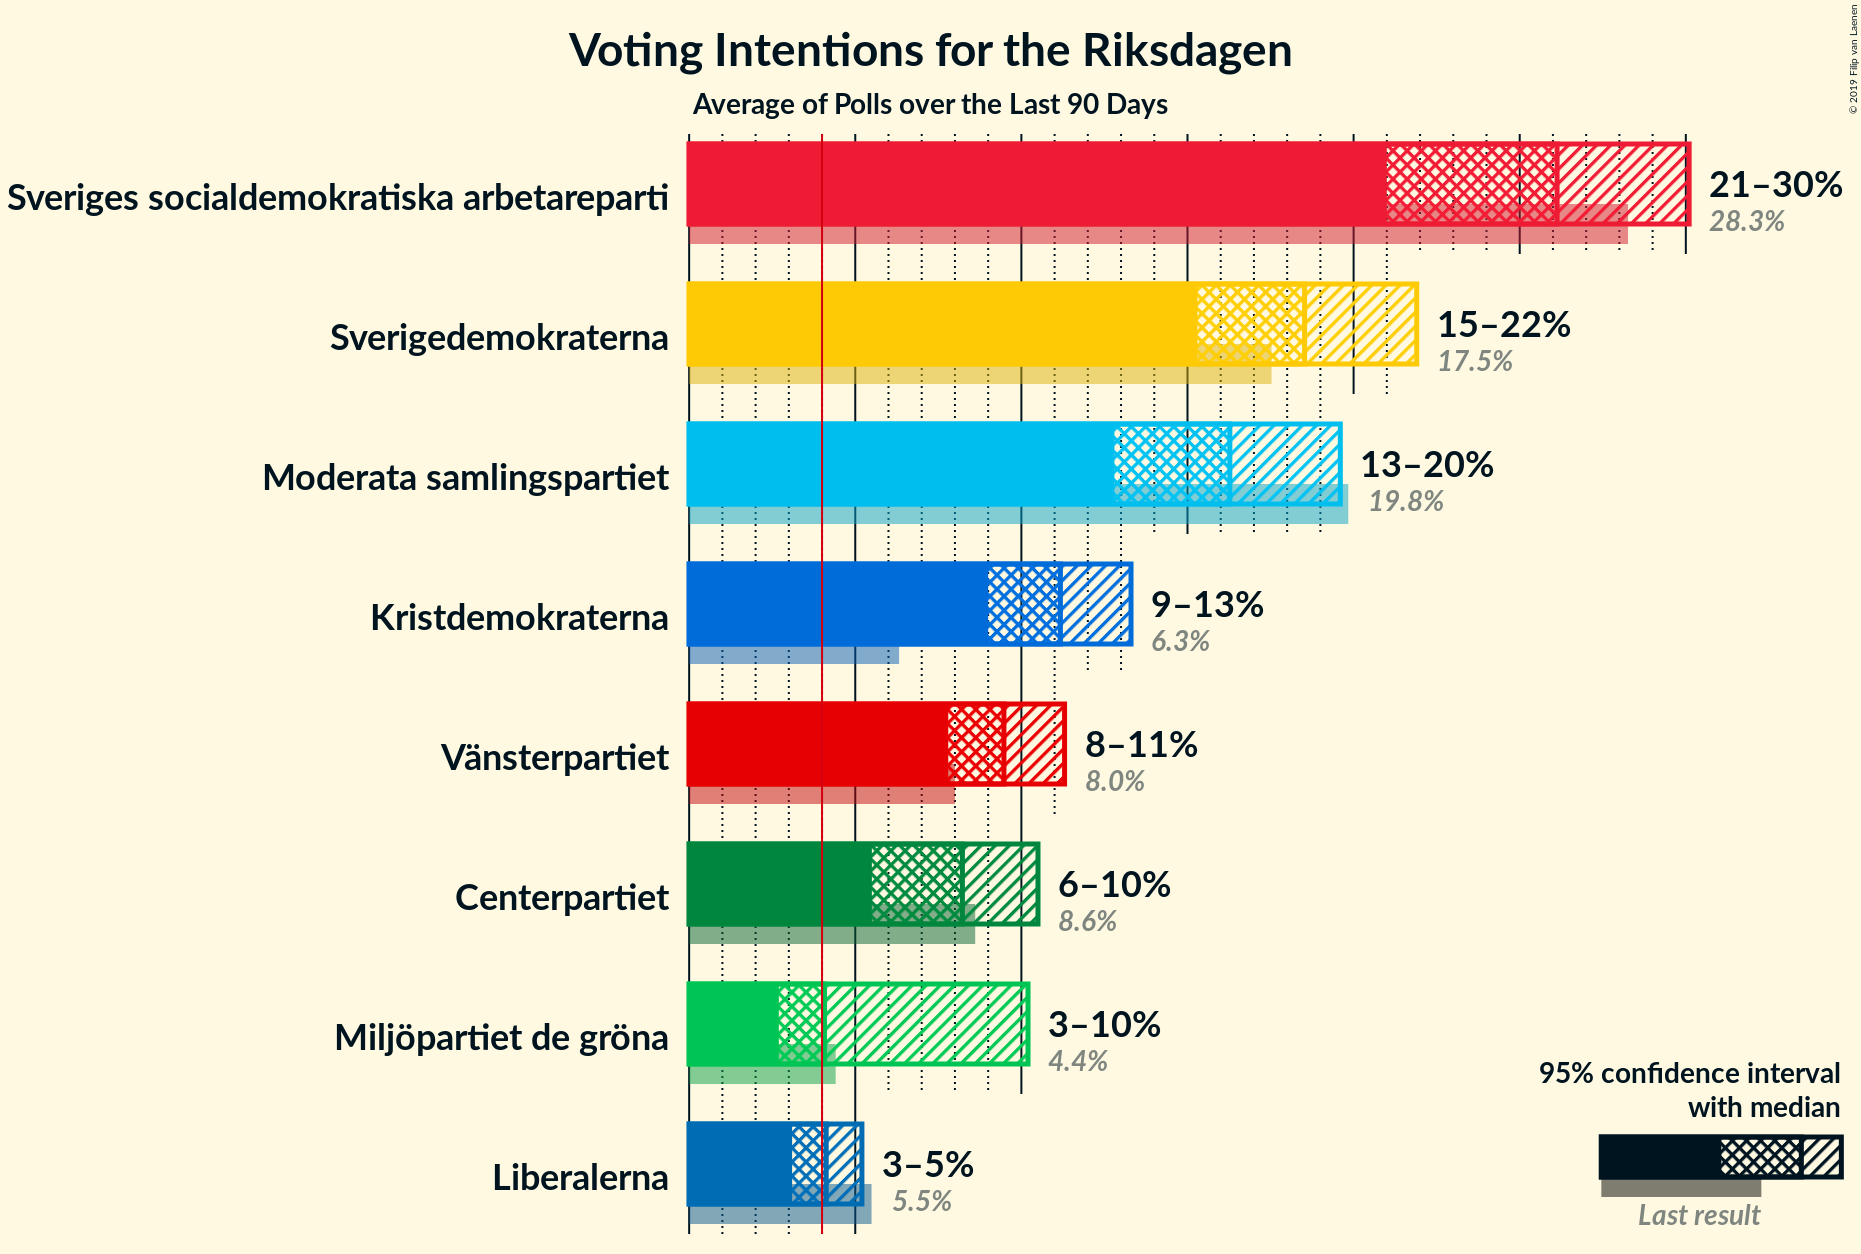 Voting Intentions for the Riksdagen
Average of Polls over the Last 90 Days
© 2019 Filip van Laenen
Sveriges socialdemokratiska arbetareparti
21–30%
28.3%
Sverigedemokraterna
15–22%
17.5%
Moderata samlingspartiet
13–20%
19.8%
Kristdemokraterna
9–13%
6.3%
Vänsterpartiet
8–11%
8.0%
Centerpartiet
6–10%
8.6%
Miljöpartiet de gröna
3–10%
4.4%
Liberalerna
3–5%
5.5%
95% confidence interval
with median
Last result